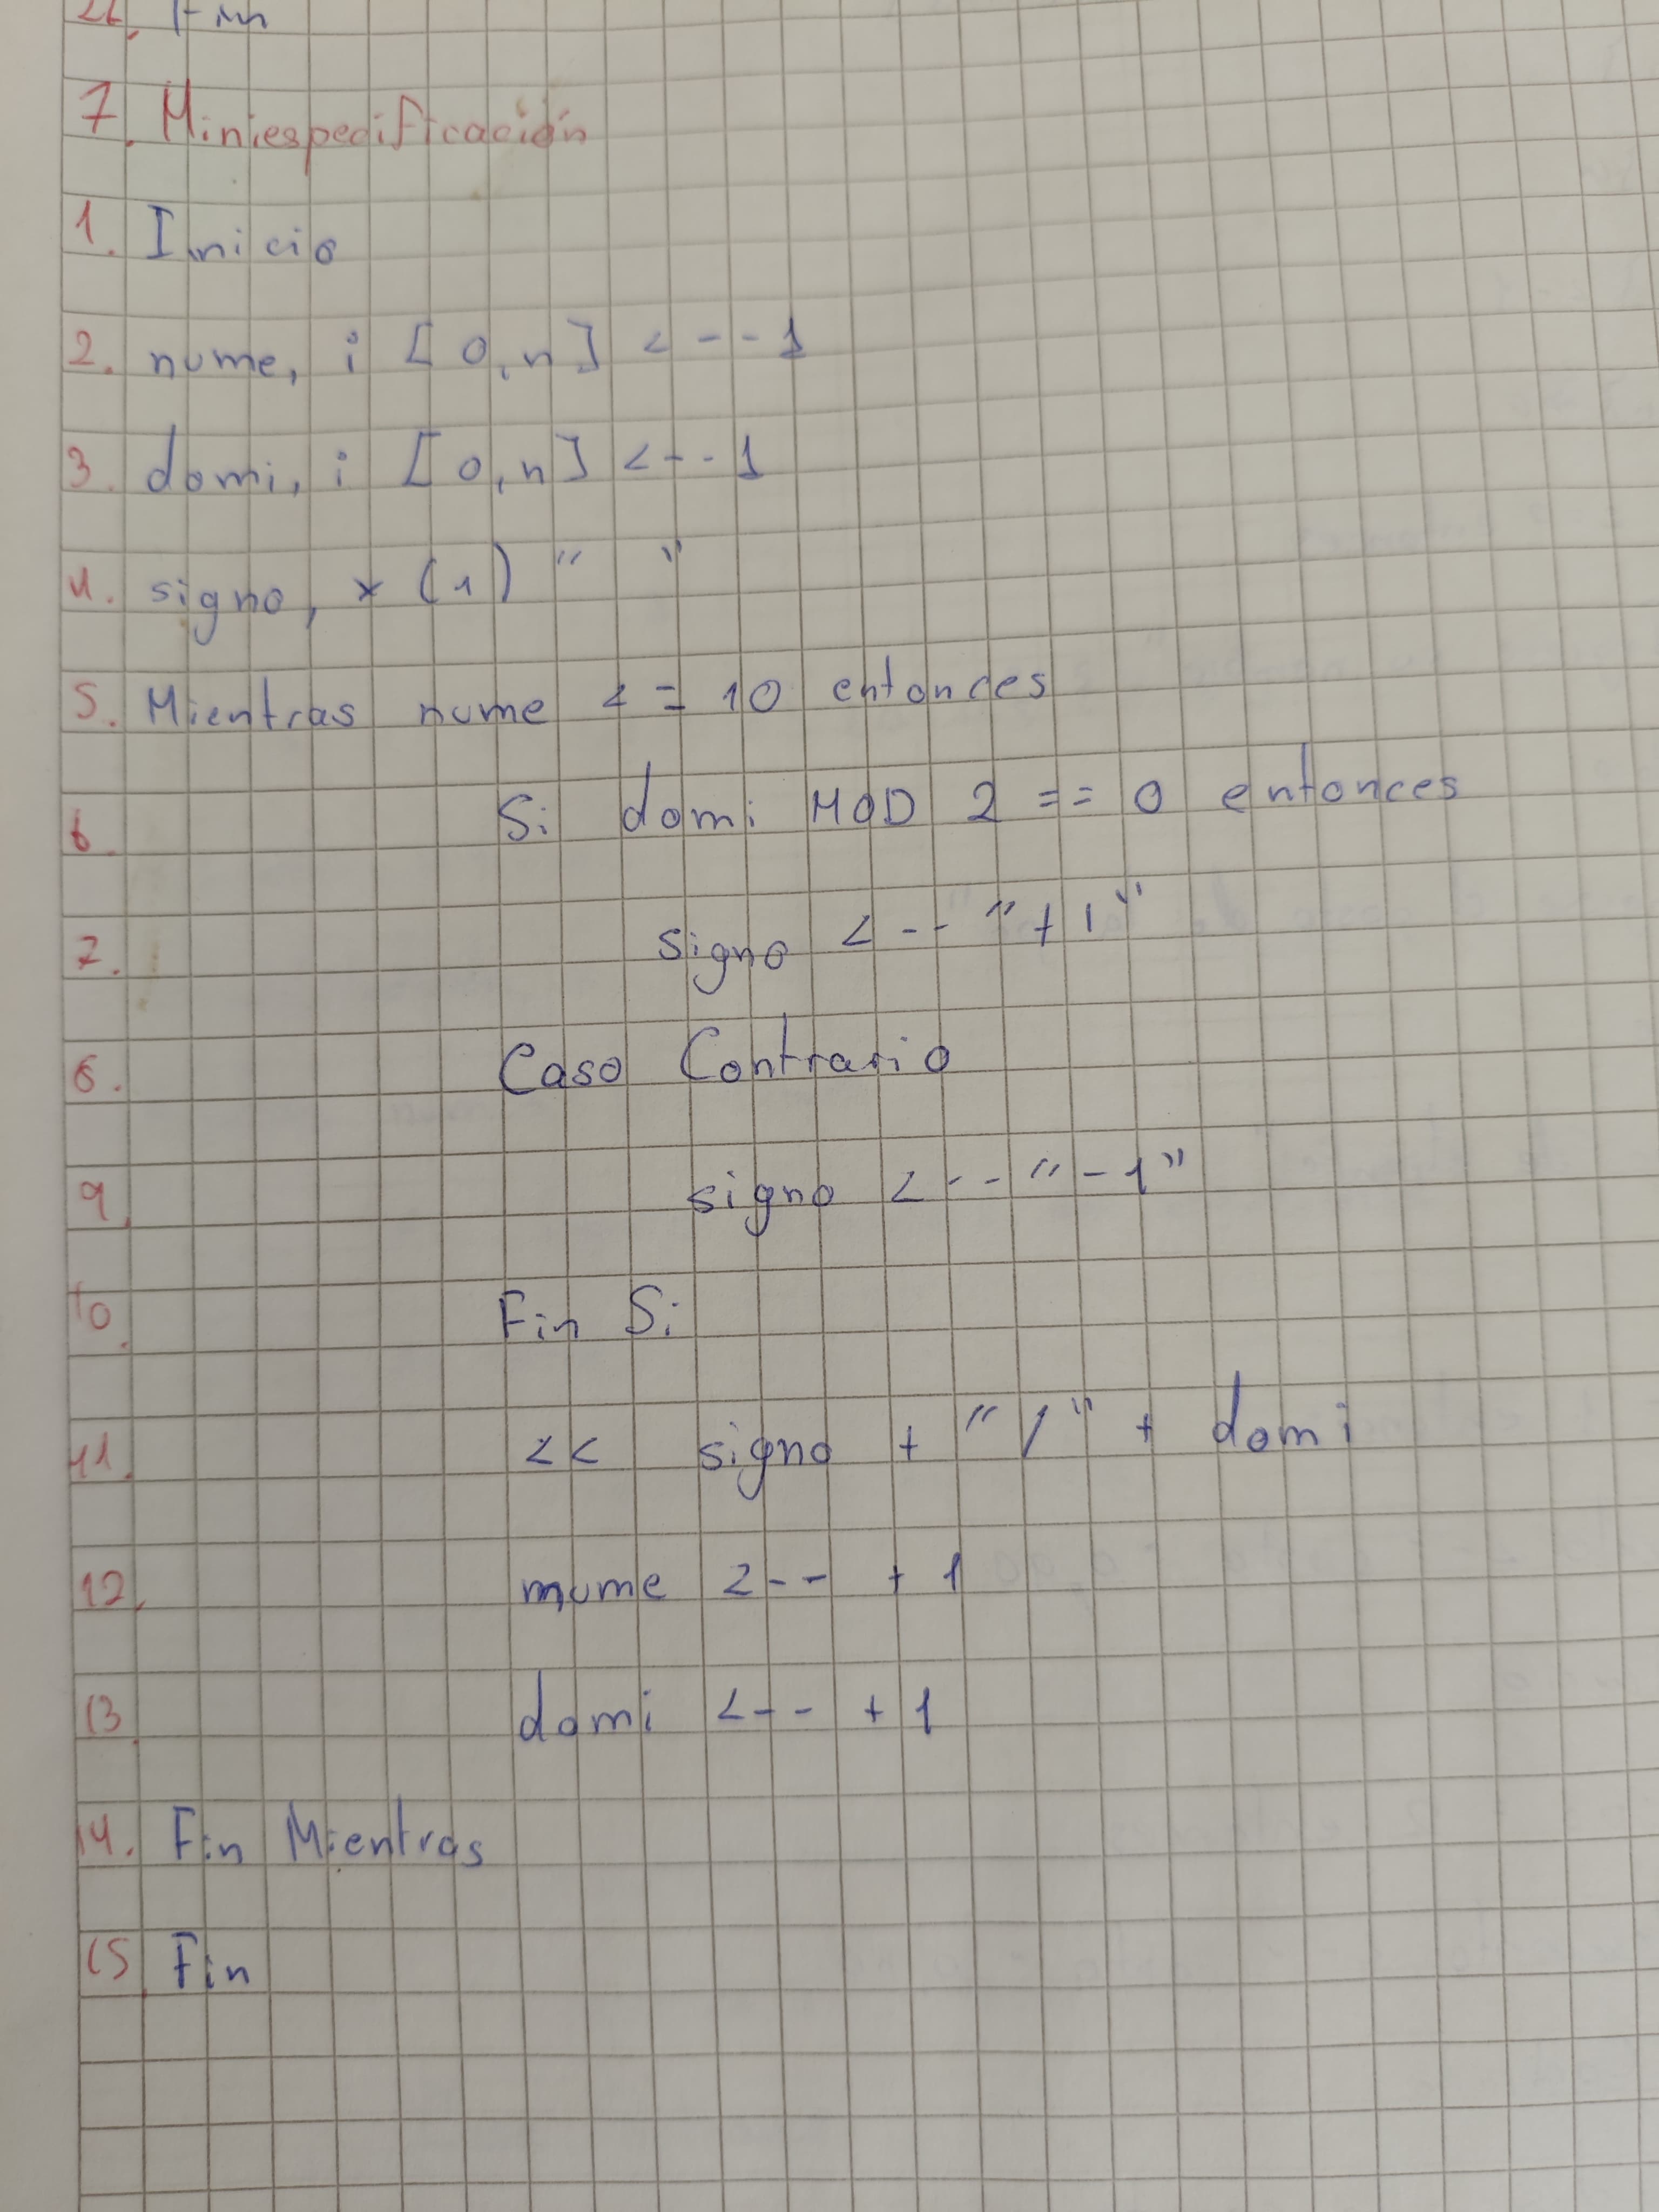 Fin
7. Miniespecificación
1. Inicio
2. nume, i [0,n] <--1
3. domi, i [0,n] <--1
4. signo, x (1) " "
5. Mientras nume <= 10 entonces
6. Si domi MOD 2 == 0 entonces
7. signo <-- "+1"
8. Caso Contrario
9. signo <-- "-1"
10. Fin Si
11. << signo + "/" + domi
12. nume <-- +1
13. domi <-- +1
14. Fin Mientras
15. Fin